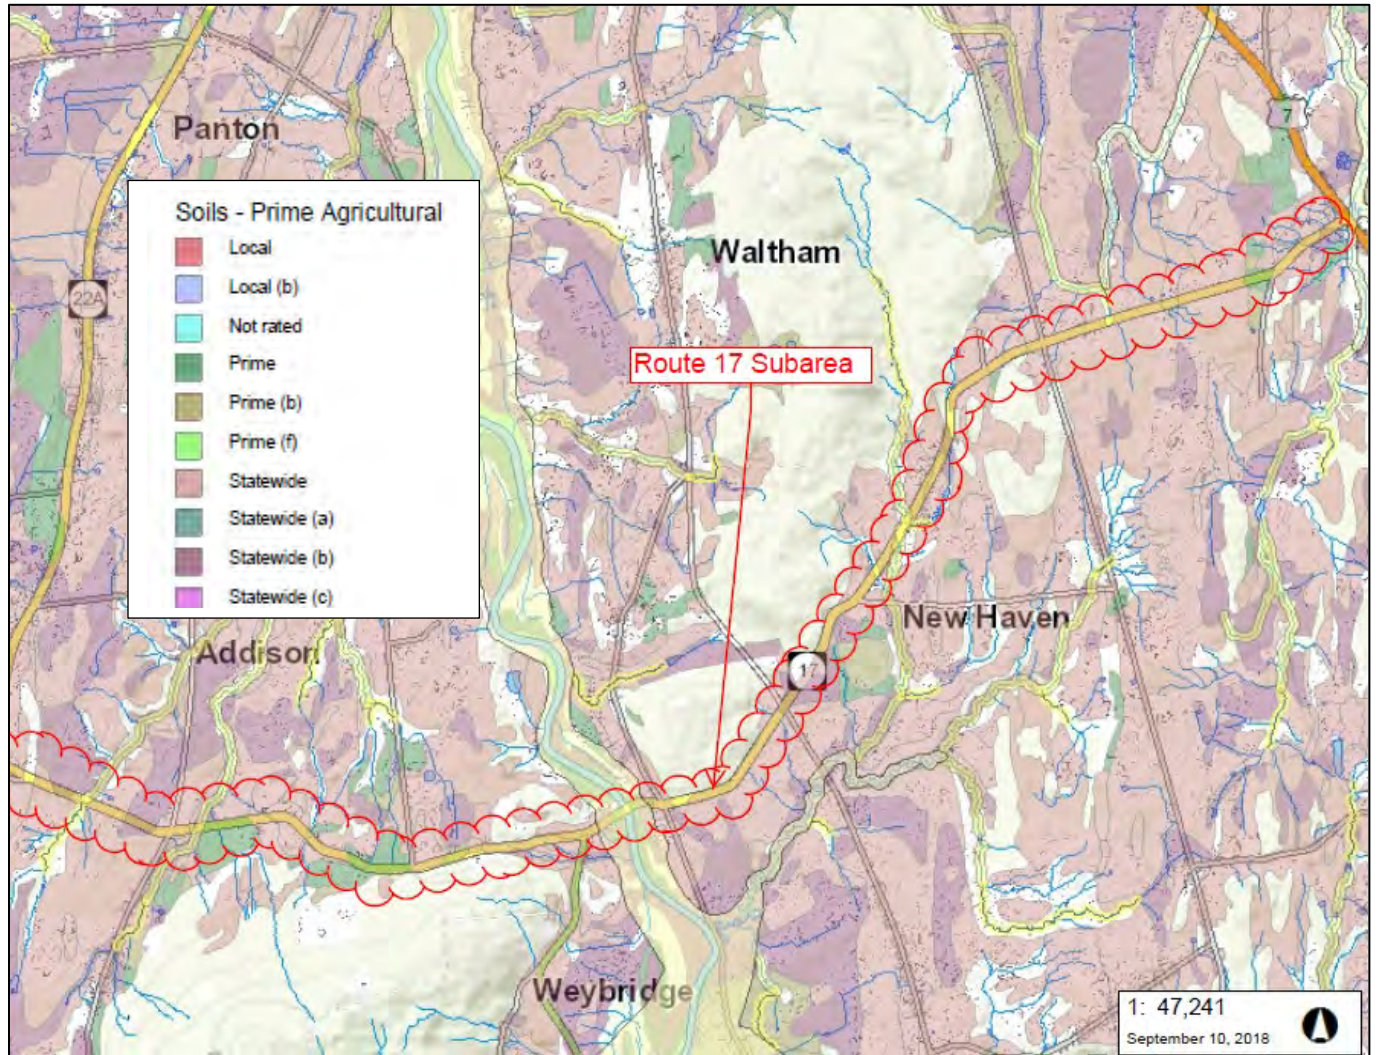 7
Panton
Soils - Prime Agricultural
Local
Local (b)
Not rated
Prime
Prime (b)
Prime (f)
Statewide
Statewide (a)
Statewide (b)
Statewide (c)
22A
Waltham
Route 17 Subarea
New Haven
Addison
17
Weybridge
1: 47,241
September 10, 2018